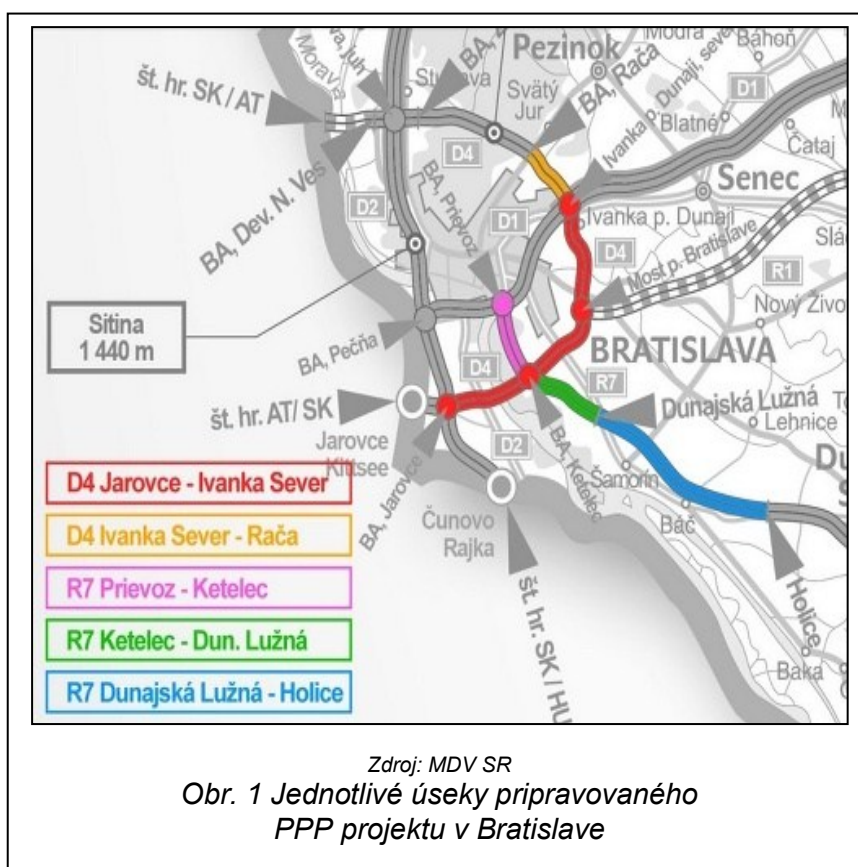 Morava
Stupava
Pezinok
Modra
Báhoň
št. hr. SK / AT
Svätý
Jur
BA, Rača
Ivanka p. Dunaji, sever
D1
Blatné
Čataj
D4
BA, Dev. N. Ves
D2
BA, Prievoz
D1
Senec
Ivanka p. Dunaji
D4
Most p. Bratislave
R1
Sitina
1 440 m
BA, Pečňa
Nový Živo
BRATISLAVA
D4
R7
Dunajská Lužná
Lehnice
št. hr. AT/ SK
Jarovce
Kittsee
BA, Jarovce
D2
BA, Ketelec
Šamorín
Báč
Čunovo
Rajka
št. hr. SK / HU
Holice
Baka
D4 Jarovce - Ivanka Sever
D4 Ivanka Sever - Rača
R7 Prievoz - Ketelec
R7 Ketelec - Dun. Lužná
R7 Dunajská Lužná - Holice
Zdroj: MDV SR
Obr. 1 Jednotlivé úseky pripravovaného
PPP projektu v Bratislave